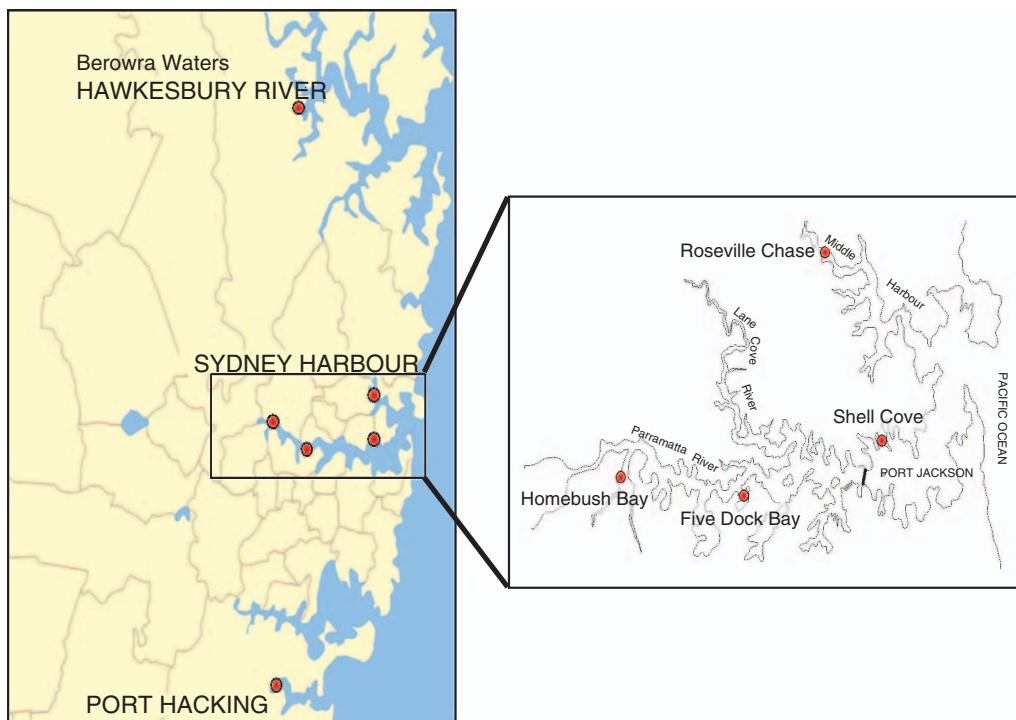 Berowra Waters
HAWKESBURY RIVER
SYDNEY HARBOUR
PORT HACKING
Roseville Chase
Middle
Harbour
Lane
Cove
River
Shell Cove
PACIFIC OCEAN
Parramatta River
PORT JACKSON
Homebush Bay
Five Dock Bay